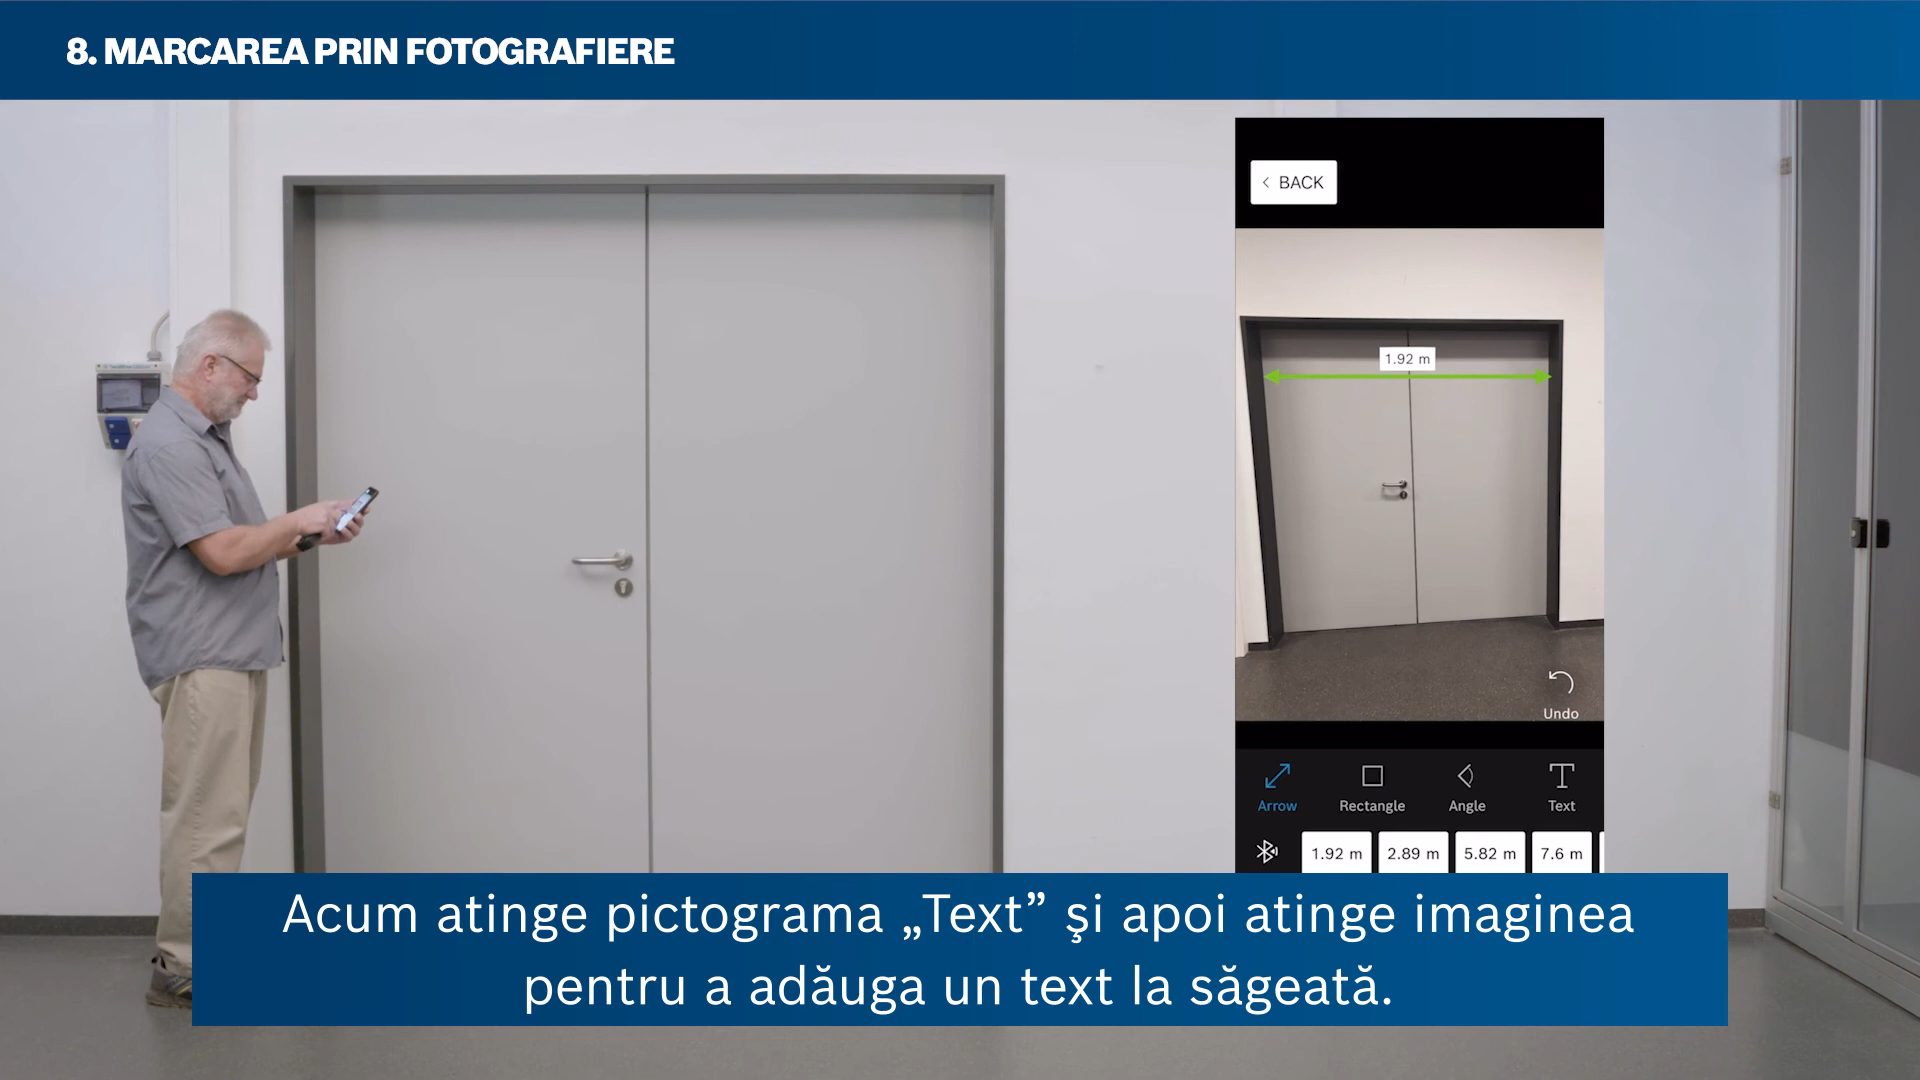 8. MARCAREA PRIN FOTOGRAFIERE
BACK
1.92 m
Undo
Arrow Rectangle Angle Text
1.92 m 2.89 m 5.82 m 7.6 m
Acum atinge pictograma „Text” şi apoi atinge imaginea
pentru a adăuga un text la săgeată.